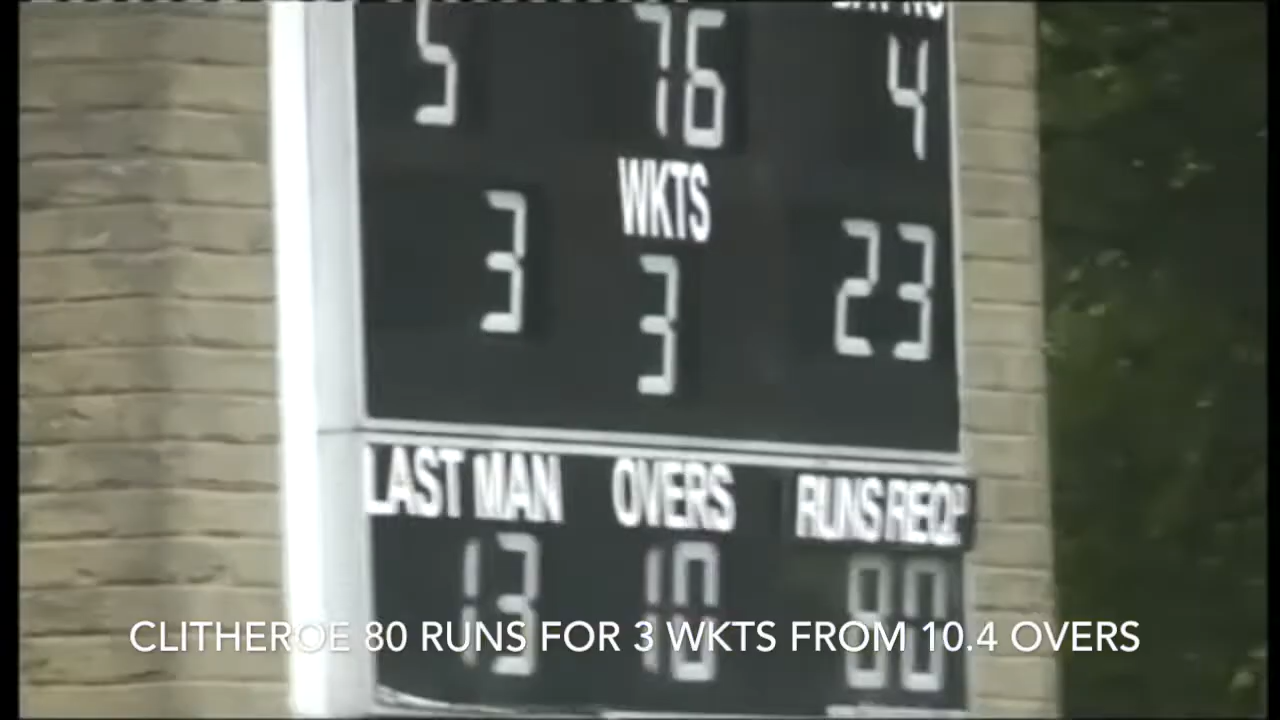 5 76 4
WKTS
3 3 23
LAST MAN OVERS RUNS REQD
13 10 80
CLITHEROE 80 RUNS FOR 3 WKTS FROM 10.4 OVERS